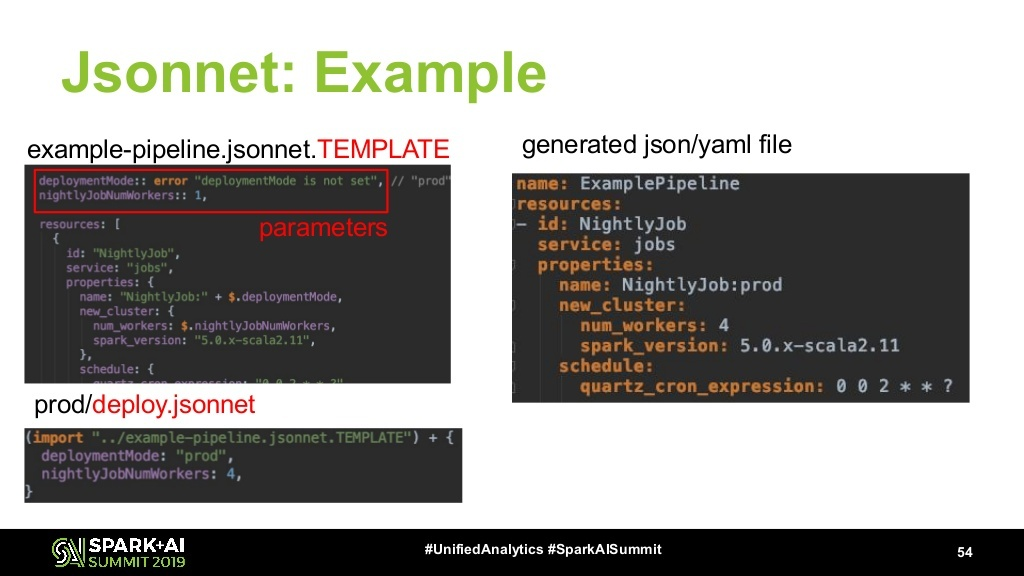 Jsonnet: Example
example-pipeline.jsonnet.TEMPLATE
deploymentMode:: error "deploymentMode is not set", // "prod"
nightlyJobNumWorkers:: 1,
parameters
resources: [
{
id: "NightlyJob",
service: "jobs",
properties: {
name: "NightlyJob:" + $.deploymentMode,
new_cluster: {
num_workers: $.nightlyJobNumWorkers,
spark_version: "5.0.x-scala2.11",
},
schedule: {
quartz_cron_expression: "0 0 2 * * ?"
prod/deploy.jsonnet
(import "../example-pipeline.jsonnet.TEMPLATE") + {
deploymentMode: "prod",
nightlyJobNumWorkers: 4,
}
generated json/yaml file
name: ExamplePipeline
resources:
- id: NightlyJob
service: jobs
properties:
name: NightlyJob:prod
new_cluster:
num_workers: 4
spark_version: 5.0.x-scala2.11
schedule:
quartz_cron_expression: 0 0 2 * * ?
SPARK+AI
SUMMIT 2019
#UnifiedAnalytics #SparkAISummit
54